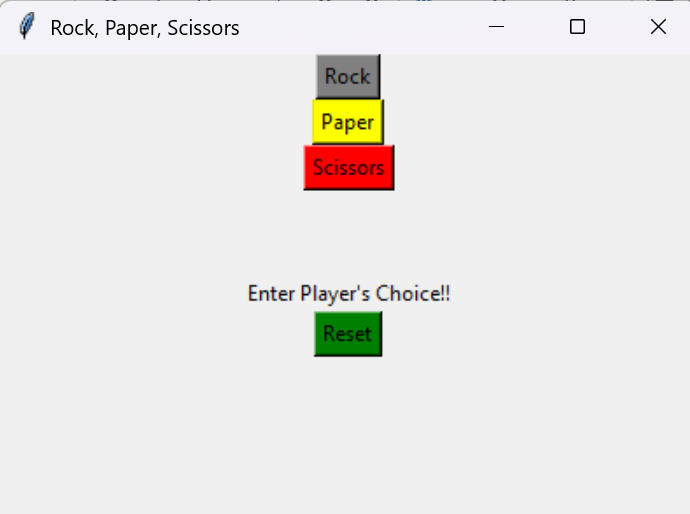 Rock, Paper, Scissors
Rock
Paper
Scissors
Enter Player's Choice!!
Reset